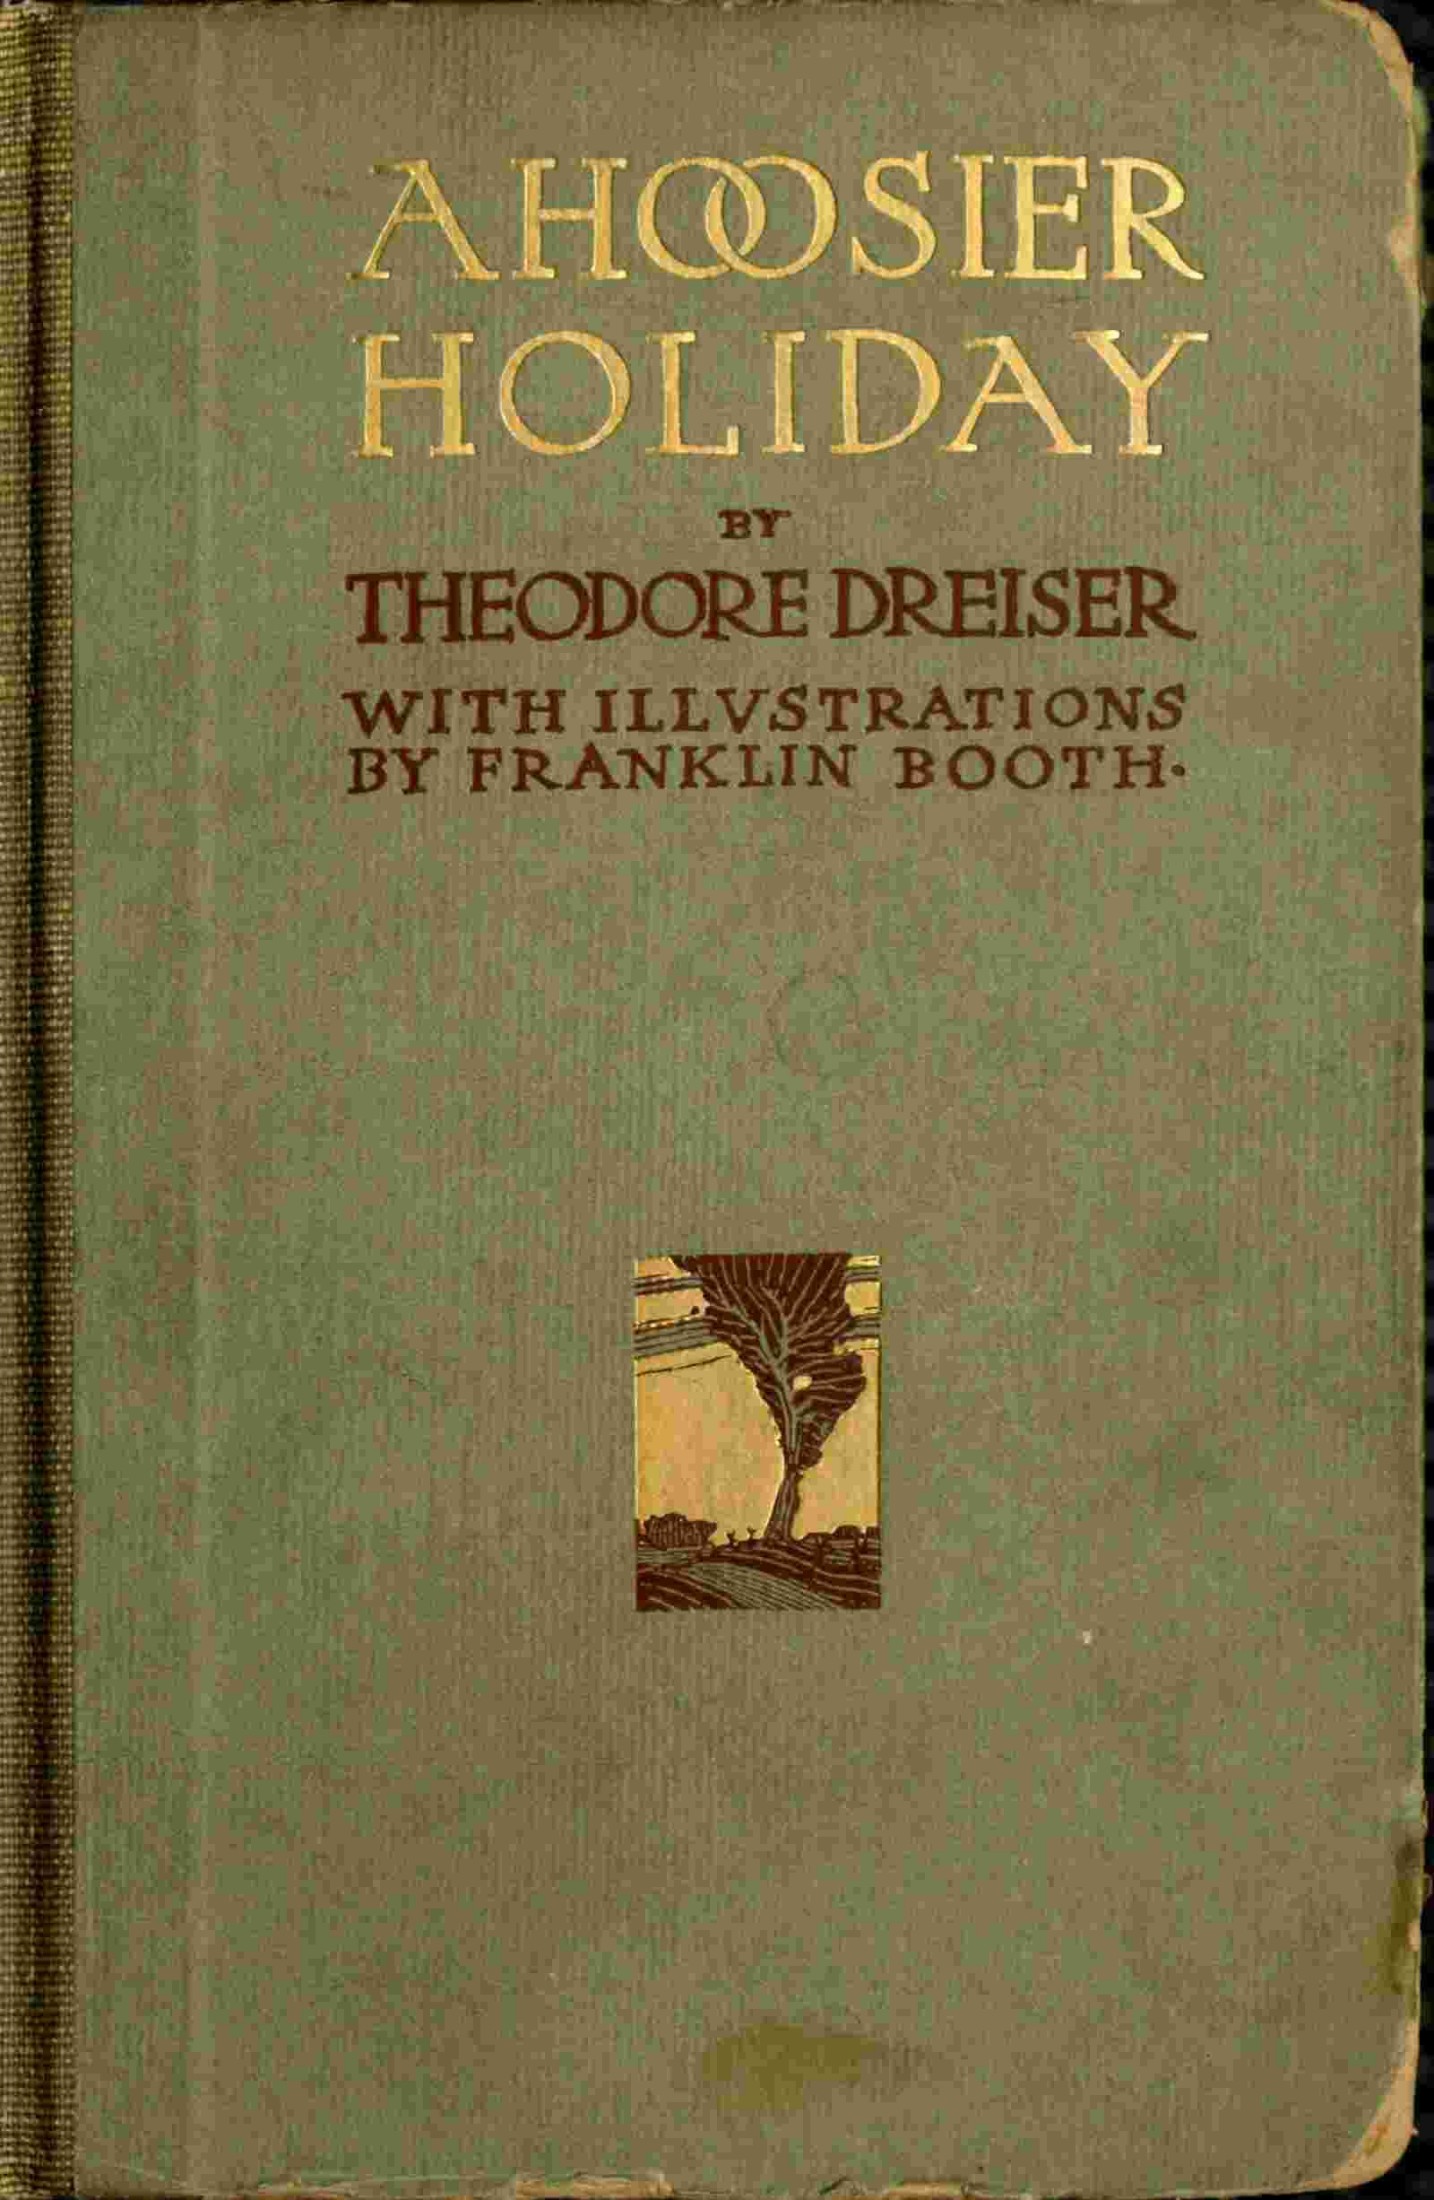 A HOOSIER
HOLIDAY
BY
THEODORE DREISER
WITH ILLVSTRATIONS
BY FRANKLIN BOOTH.